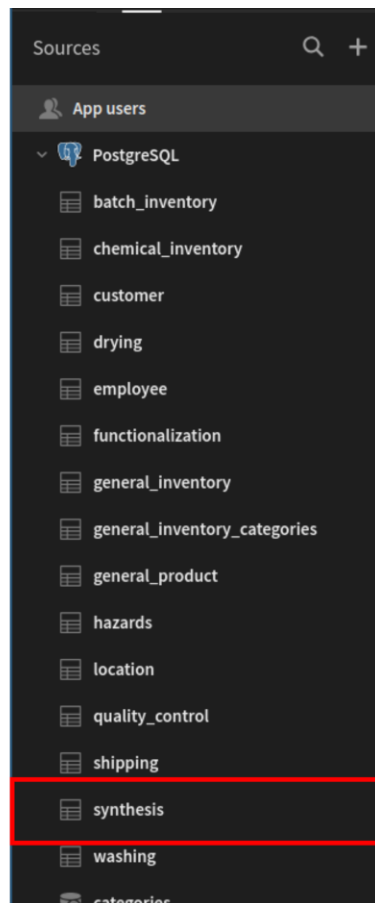 Sources
App users
PostgreSQL
batch_inventory
chemical_inventory
customer
drying
employee
functionalization
general_inventory
general_inventory_categories
general_product
hazards
location
quality_control
shipping
synthesis
washing
categories